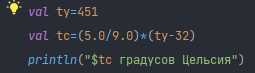 val ty=451
val tc=(5.0/9.0)*(ty-32)
println("$tc градусов Цельсия")